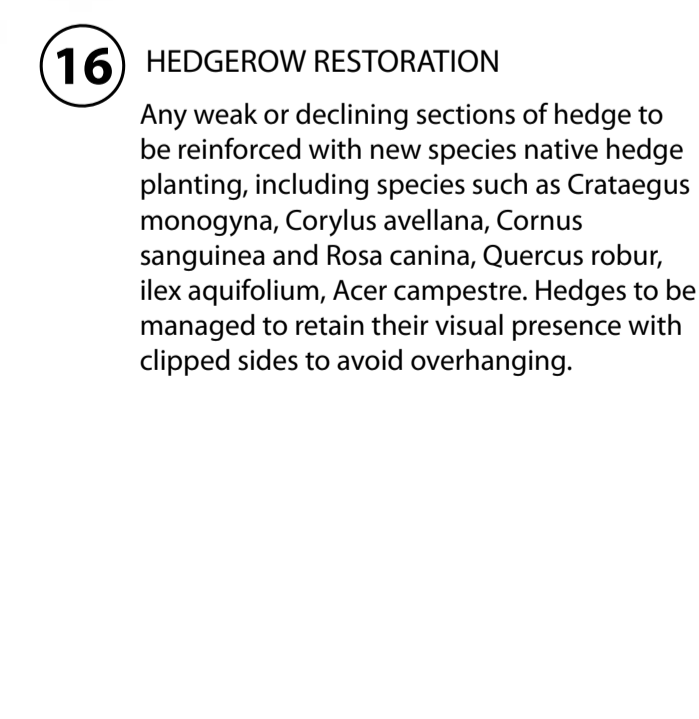 16 HEDGEROW RESTORATION
Any weak or declining sections of hedge to
be reinforced with new species native hedge
planting, including species such as Crataegus
monogyna, Corylus avellana, Cornus
sanguinea and Rosa canina, Quercus robur,
ilex aquifolium, Acer campestre. Hedges to be
managed to retain their visual presence with
clipped sides to avoid overhanging.